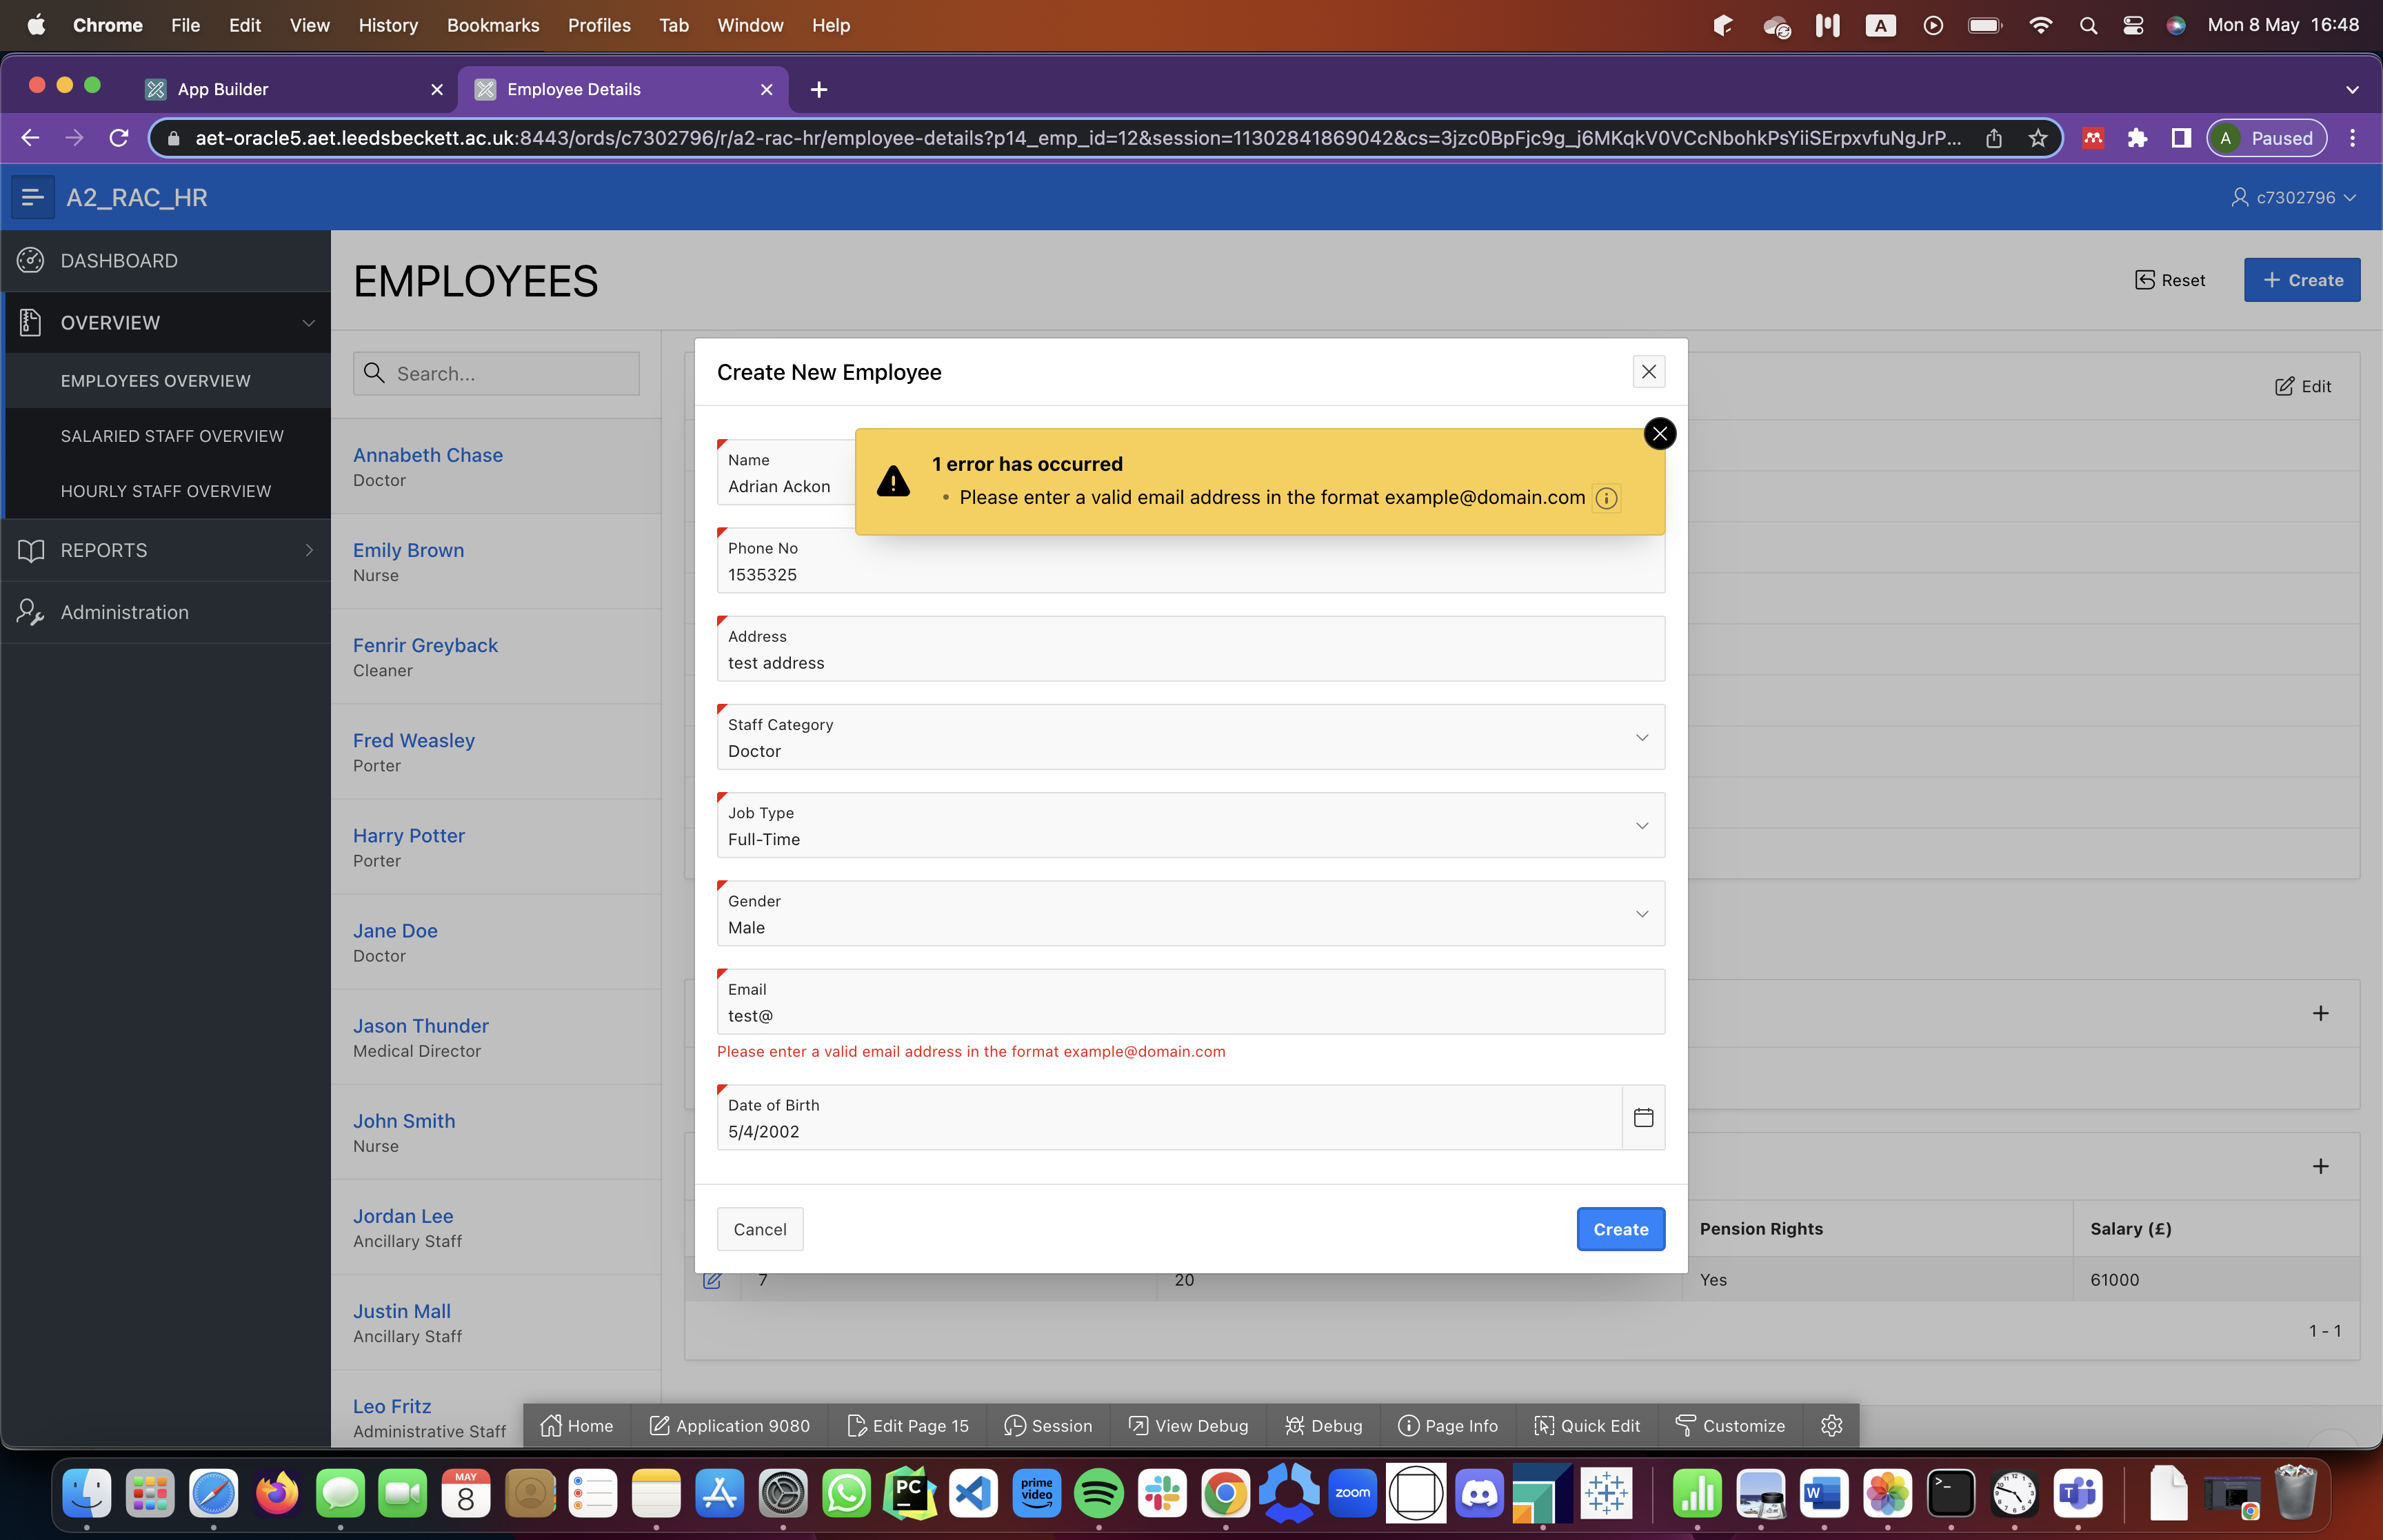 Chrome File Edit View History Bookmarks Profiles Tab Window Help
A
Mon 8 May 16:48
App Builder
Employee Details
aet-oracle5.aet.leedsbeckett.ac.uk:8443/ords/c7302796/r/a2-rac-hr/employee-details?p14_emp_id=12&session=11302841869042&cs=3jzc0BpFjc9g_j6MKqkV0VCcNbohkPsYiiSErpxvfuNgJrP...
A Paused
A2_RAC_HR
c7302796
DASHBOARD
OVERVIEW
EMPLOYEES OVERVIEW
SALARIED STAFF OVERVIEW
HOURLY STAFF OVERVIEW
REPORTS
Administration
EMPLOYEES
Reset
Create
Search...
Annabeth Chase
Doctor
Emily Brown
Nurse
Fenrir Greyback
Cleaner
Fred Weasley
Porter
Harry Potter
Porter
Jane Doe
Doctor
Jason Thunder
Medical Director
John Smith
Nurse
Jordan Lee
Ancillary Staff
Justin Mall
Ancillary Staff
Leo Fritz
Administrative Staff
Edit
Create New Employee
1 error has occurred
• Please enter a valid email address in the format example@domain.com
Name
Adrian Ackon
Phone No
1535325
Address
test address
Staff Category
Doctor
Job Type
Full-Time
Gender
Male
Email
test@
Please enter a valid email address in the format example@domain.com
Date of Birth
5/4/2002
Cancel
Create
Pension Rights
Salary (£)
7
20
Yes
61000
1 - 1
Home
Application 9080
Edit Page 15
Session
View Debug
Debug
Page Info
Quick Edit
Customize
MAY
8
PC
prime video
zoom
W
T